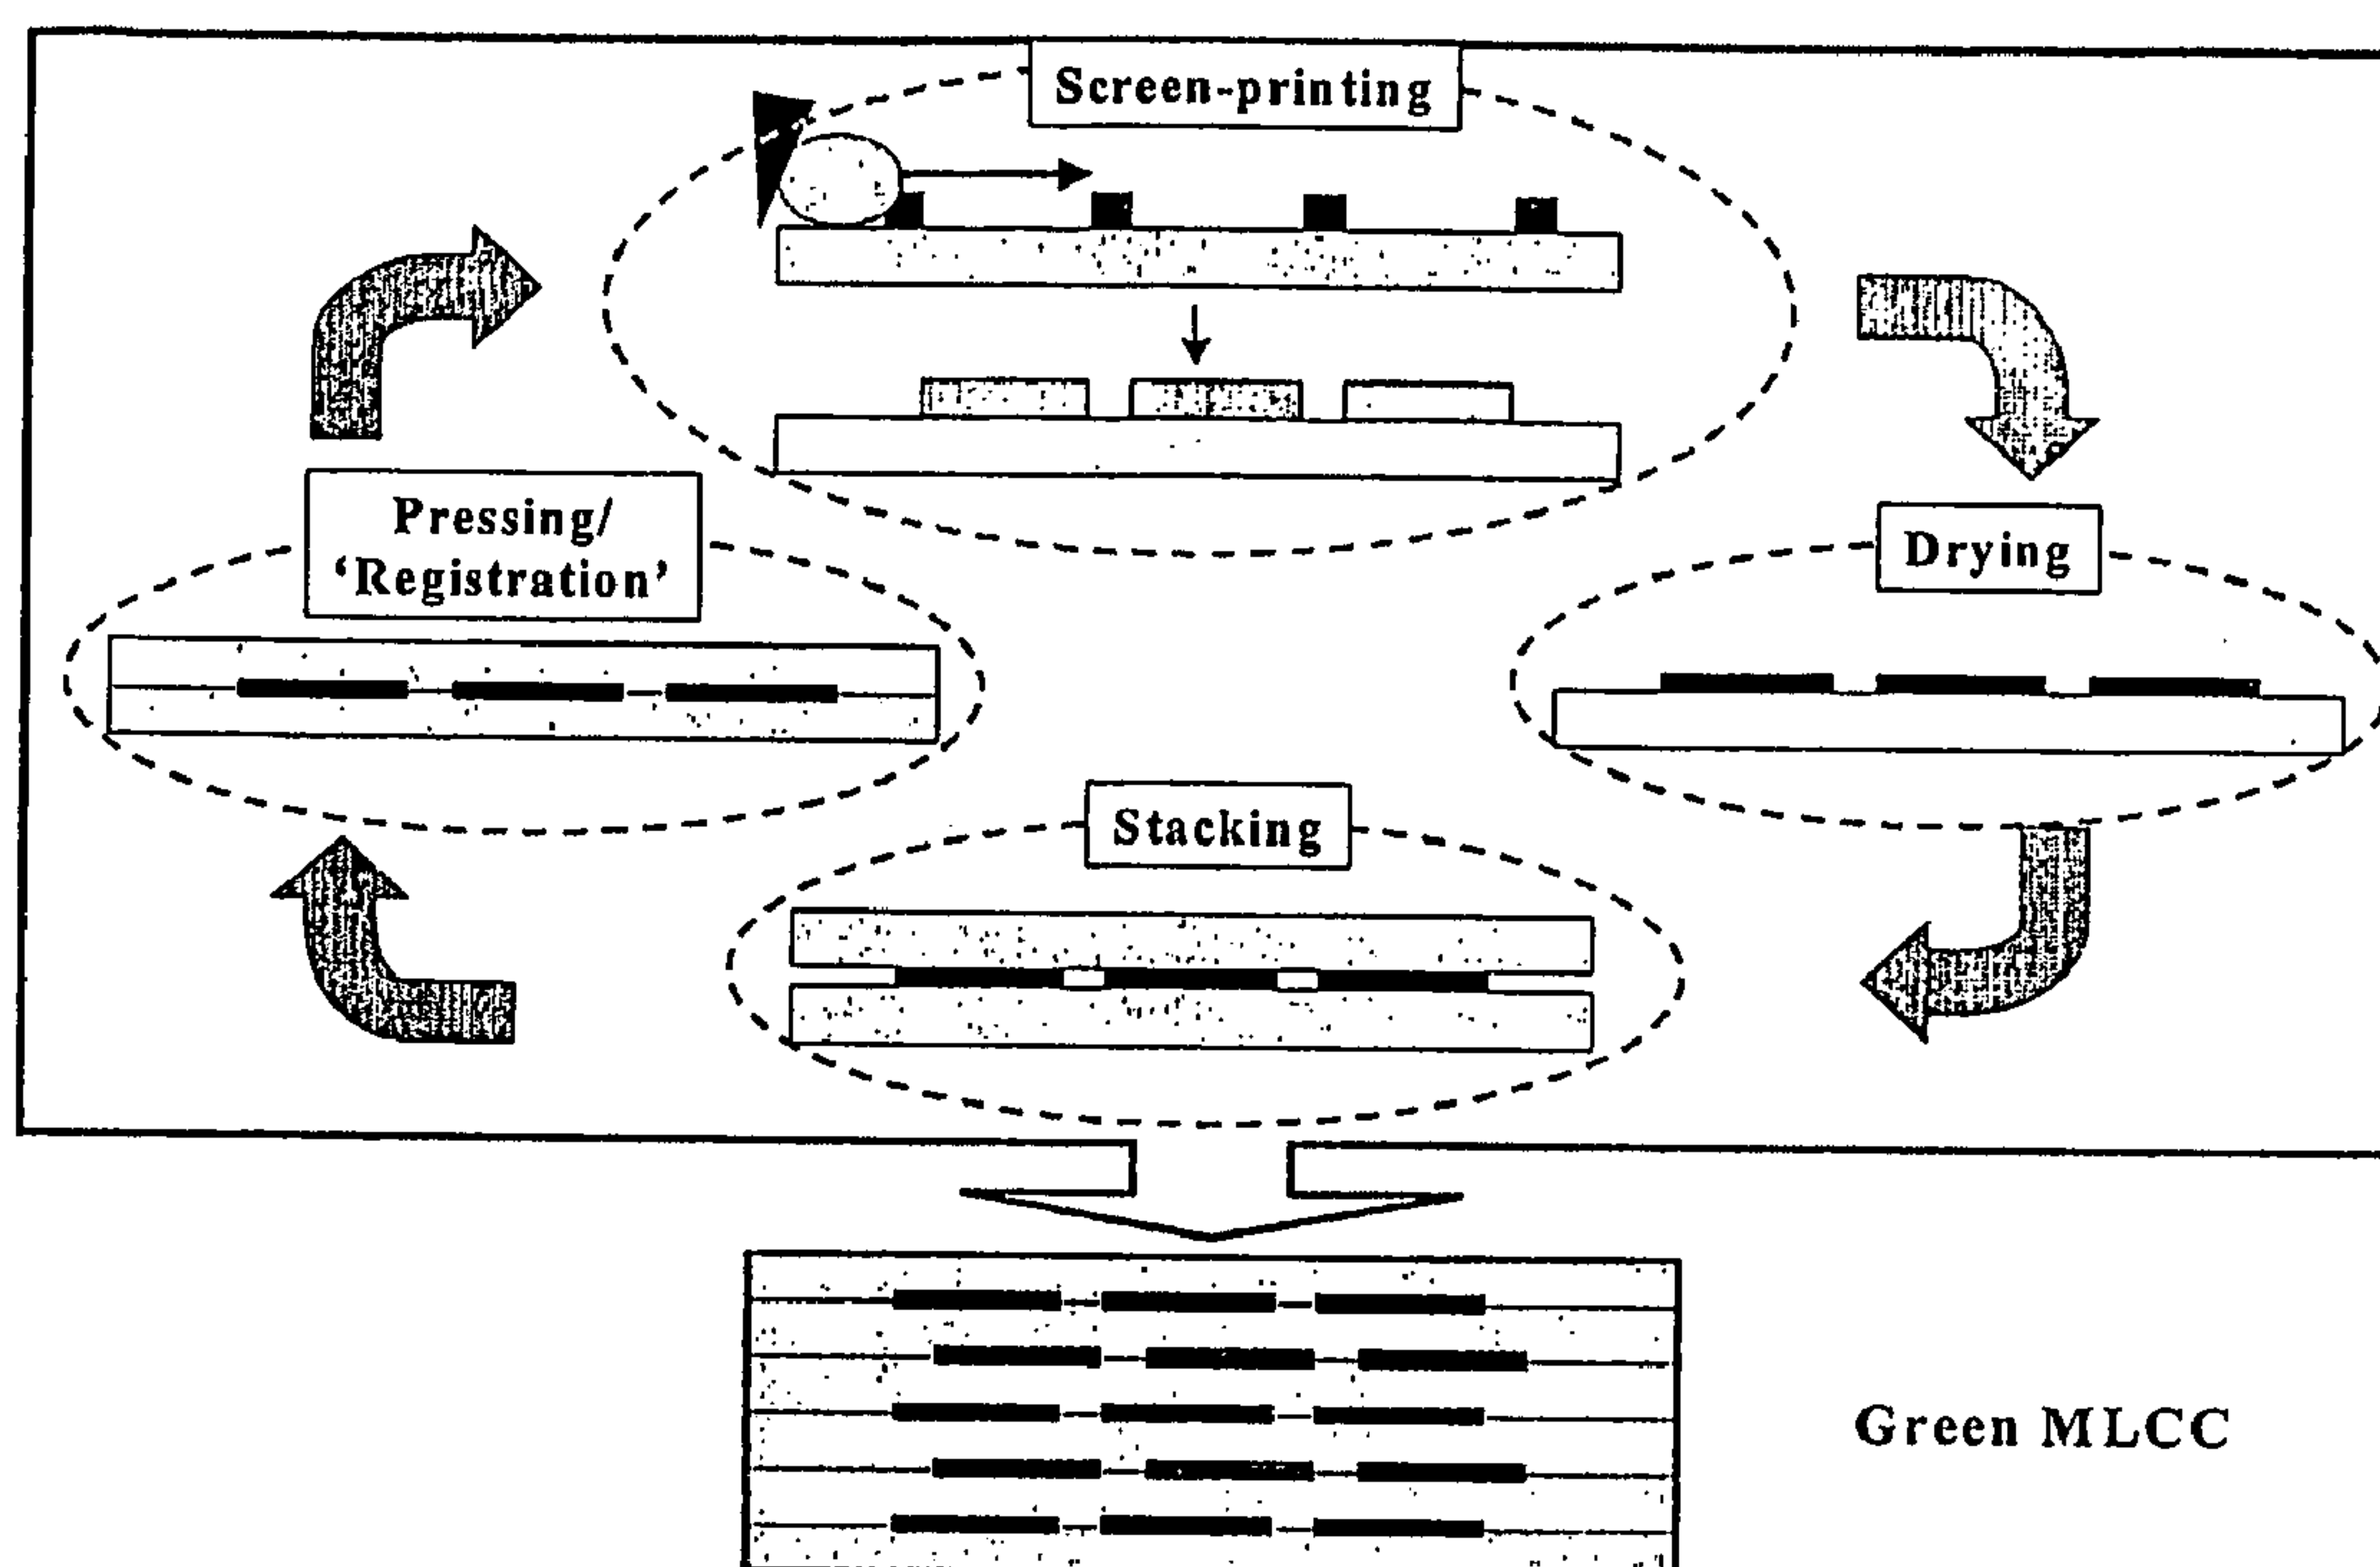 Screen-printing
Pressing/
‘Registration’
Drying
Stacking
Green MLCC